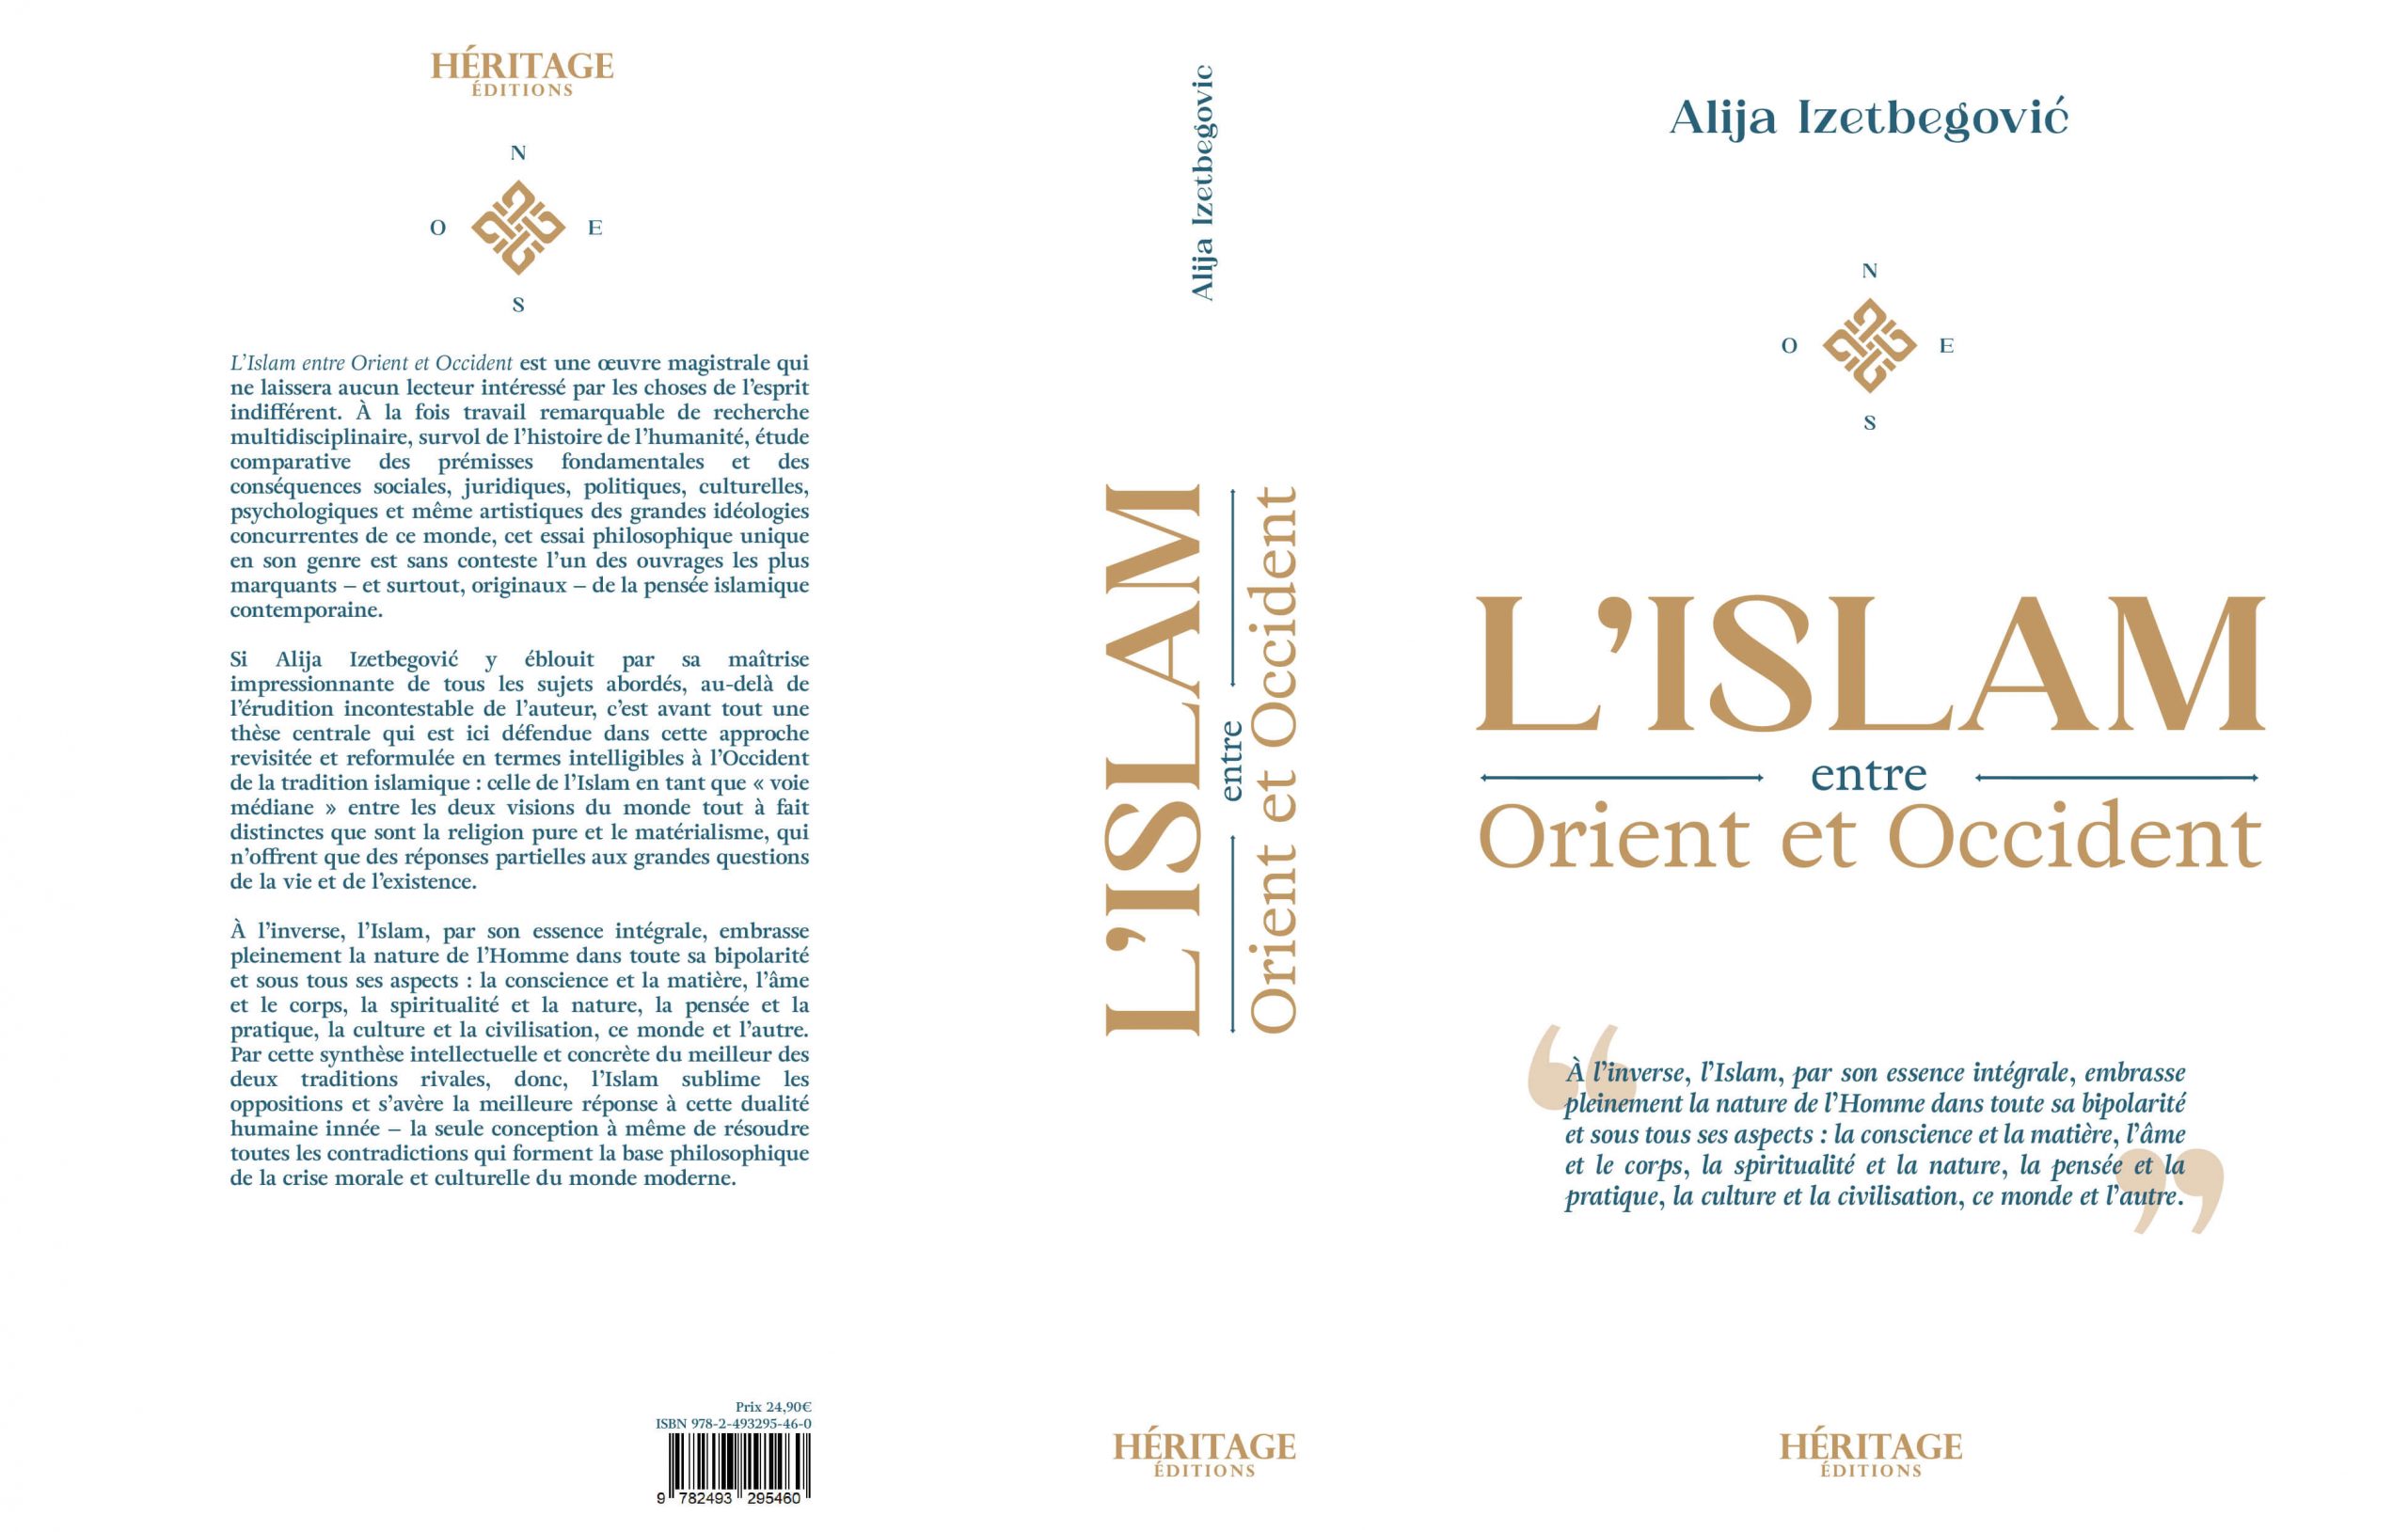 HÉRITAGE
ÉDITIONS
N
O
E
S
L’Islam entre Orient et Occident est une œuvre magistrale qui
ne laissera aucun lecteur intéressé par les choses de l’esprit
indifférent. À la fois travail remarquable de recherche
multidisciplinaire, survol de l’histoire de l’humanité, étude
comparative des prémisses fondamentales et des
conséquences sociales, juridiques, politiques, culturelles,
psychologiques et même artistiques des grandes idéologies
concurrentes de ce monde, cet essai philosophique unique
en son genre est sans conteste l’un des ouvrages les plus
marquants – et surtout, originaux – de la pensée islamique
contemporaine.
Si Alija Izetbegović y éblouit par sa maîtrise
impressionnante de tous les sujets abordés, au-delà de
l’érudition incontestable de l’auteur, c’est avant tout une
thèse centrale qui est ici défendue dans cette approche
revisitée et reformulée en termes intelligibles à l’Occident
de la tradition islamique : celle de l’Islam en tant que « voie
médiane » entre les deux visions du monde tout à fait
distinctes que sont la religion pure et le matérialisme, qui
n’offrent que des réponses partielles aux grandes questions
de la vie et de l’existence.
À l’inverse, l’Islam, par son essence intégrale, embrasse
pleinement la nature de l’Homme dans toute sa bipolarité
et sous tous ses aspects : la conscience et la matière, l’âme
et le corps, la spiritualité et la nature, la pensée et la
pratique, la culture et la civilisation, ce monde et l’autre.
Par cette synthèse intellectuelle et concrète du meilleur des
deux traditions rivales, donc, l’Islam sublime les
oppositions et s’avère la meilleure réponse à cette dualité
humaine innée – la seule conception à même de résoudre
toutes les contradictions qui forment la base philosophique
de la crise morale et culturelle du monde moderne.
Prix 24,90€
ISBN 978-2-493295-46-0
9 782493 295460
Alija Izetbegovic
L’ISLAM
entre
Orient et Occident
HÉRITAGE
ÉDITIONS
Alija Izetbegović
N
O
E
S
L’ISLAM
entre
Orient et Occident
“
À l’inverse, l’Islam, par son essence intégrale, embrasse
pleinement la nature de l’Homme dans toute sa bipolarité
et sous tous ses aspects : la conscience et la matière, l’âme
et le corps, la spiritualité et la nature, la pensée et la
pratique, la culture et la civilisation, ce monde et l’autre.
”
HÉRITAGE
ÉDITIONS